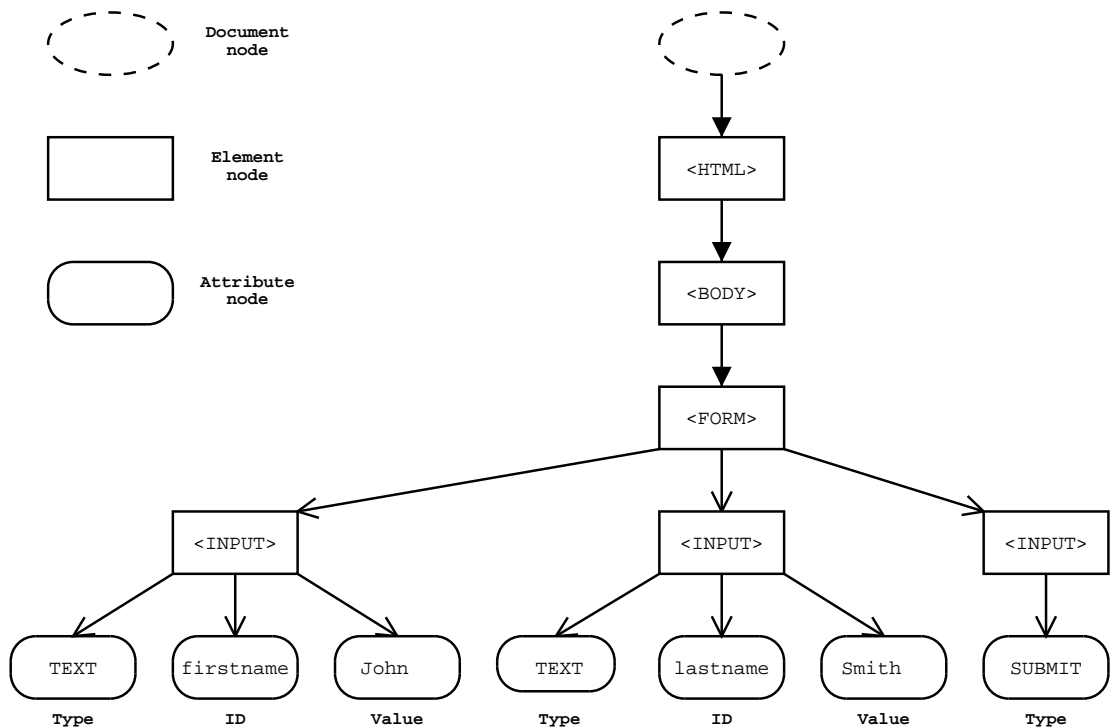 Document
node
Element
node
Attribute
node
<HTML>
<BODY>
<FORM>
<INPUT> <INPUT> <INPUT>
TEXT firstname John TEXT lastname Smith SUBMIT
Type ID Value Type ID Value Type